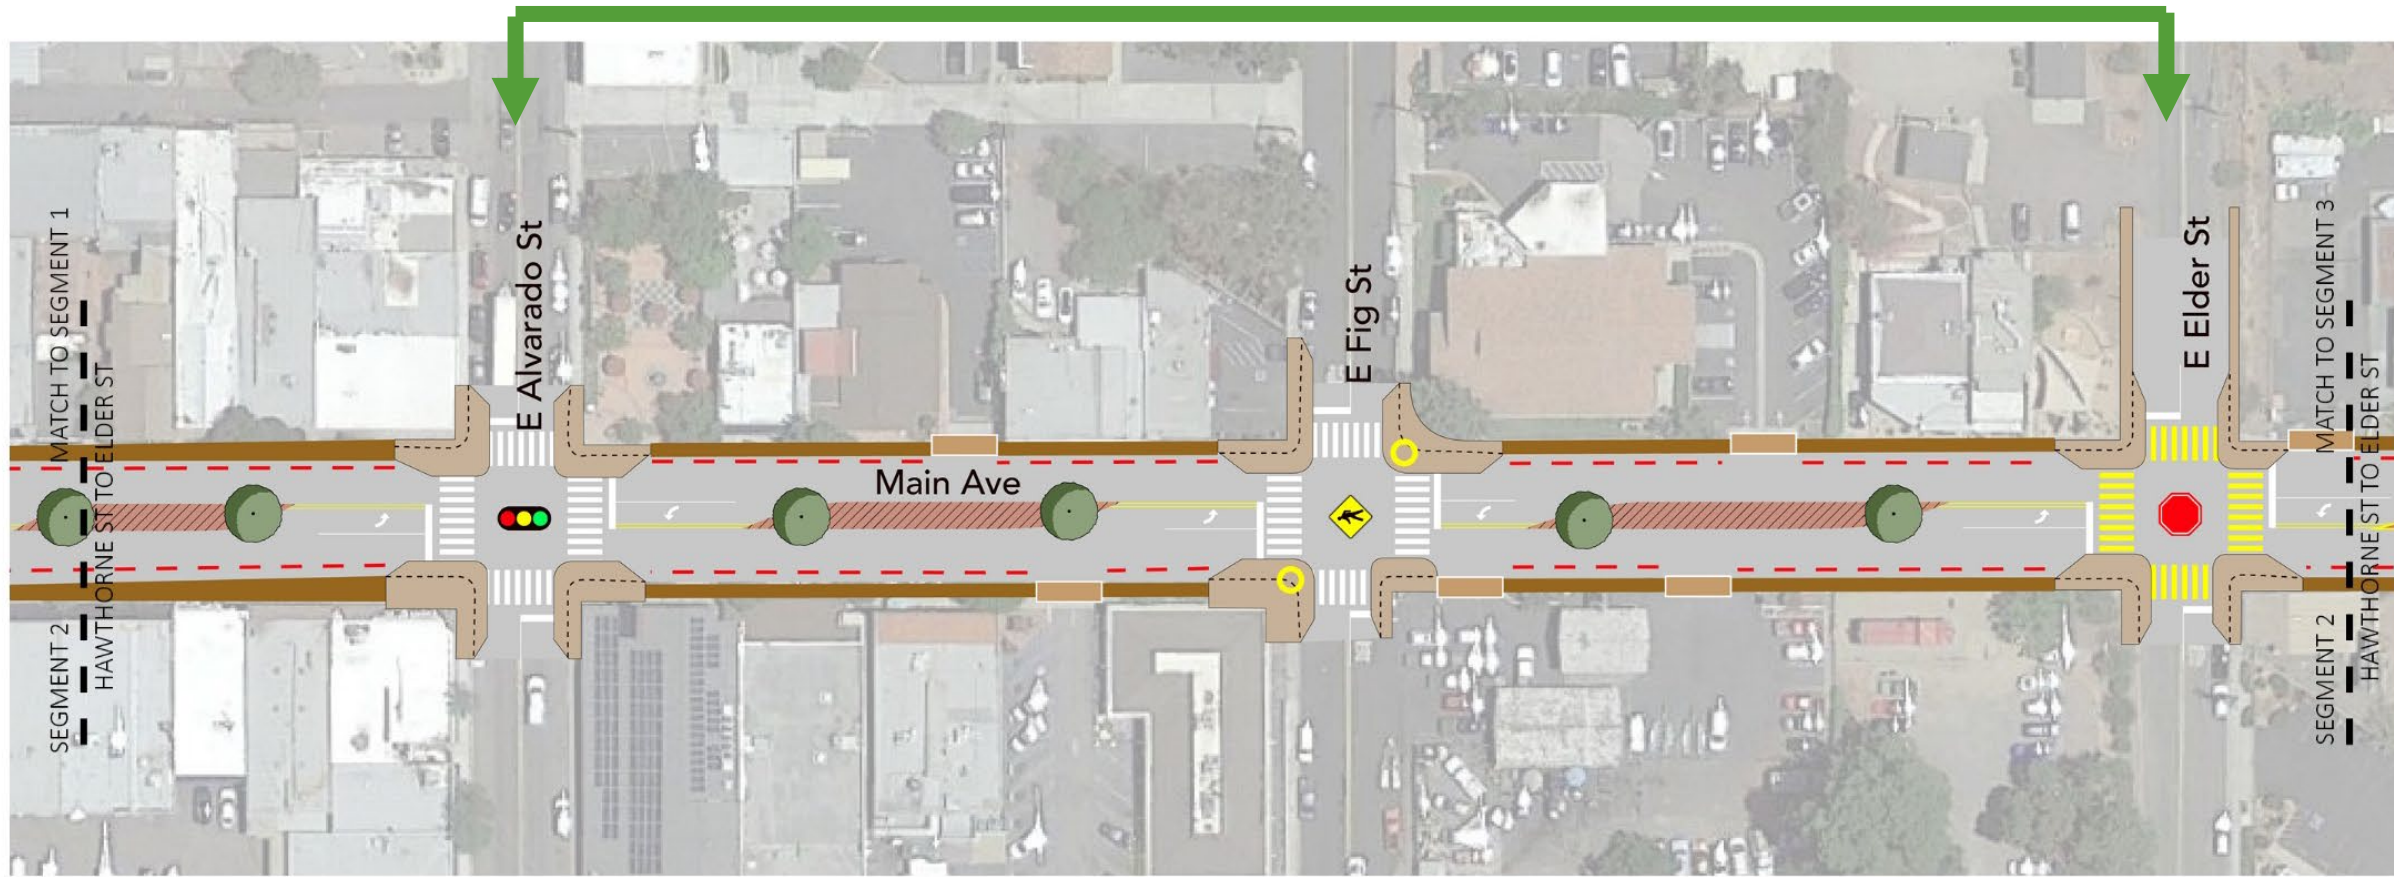 MATCH TO SEGMENT 1
SEGMENT 2
HAWTHORNE ST TO ELDER ST
E Alvarado St
Main Ave
E Fig St
E Elder St
MATCH TO SEGMENT 3
SEGMENT 2
HAWTHORNE ST TO ELDER ST